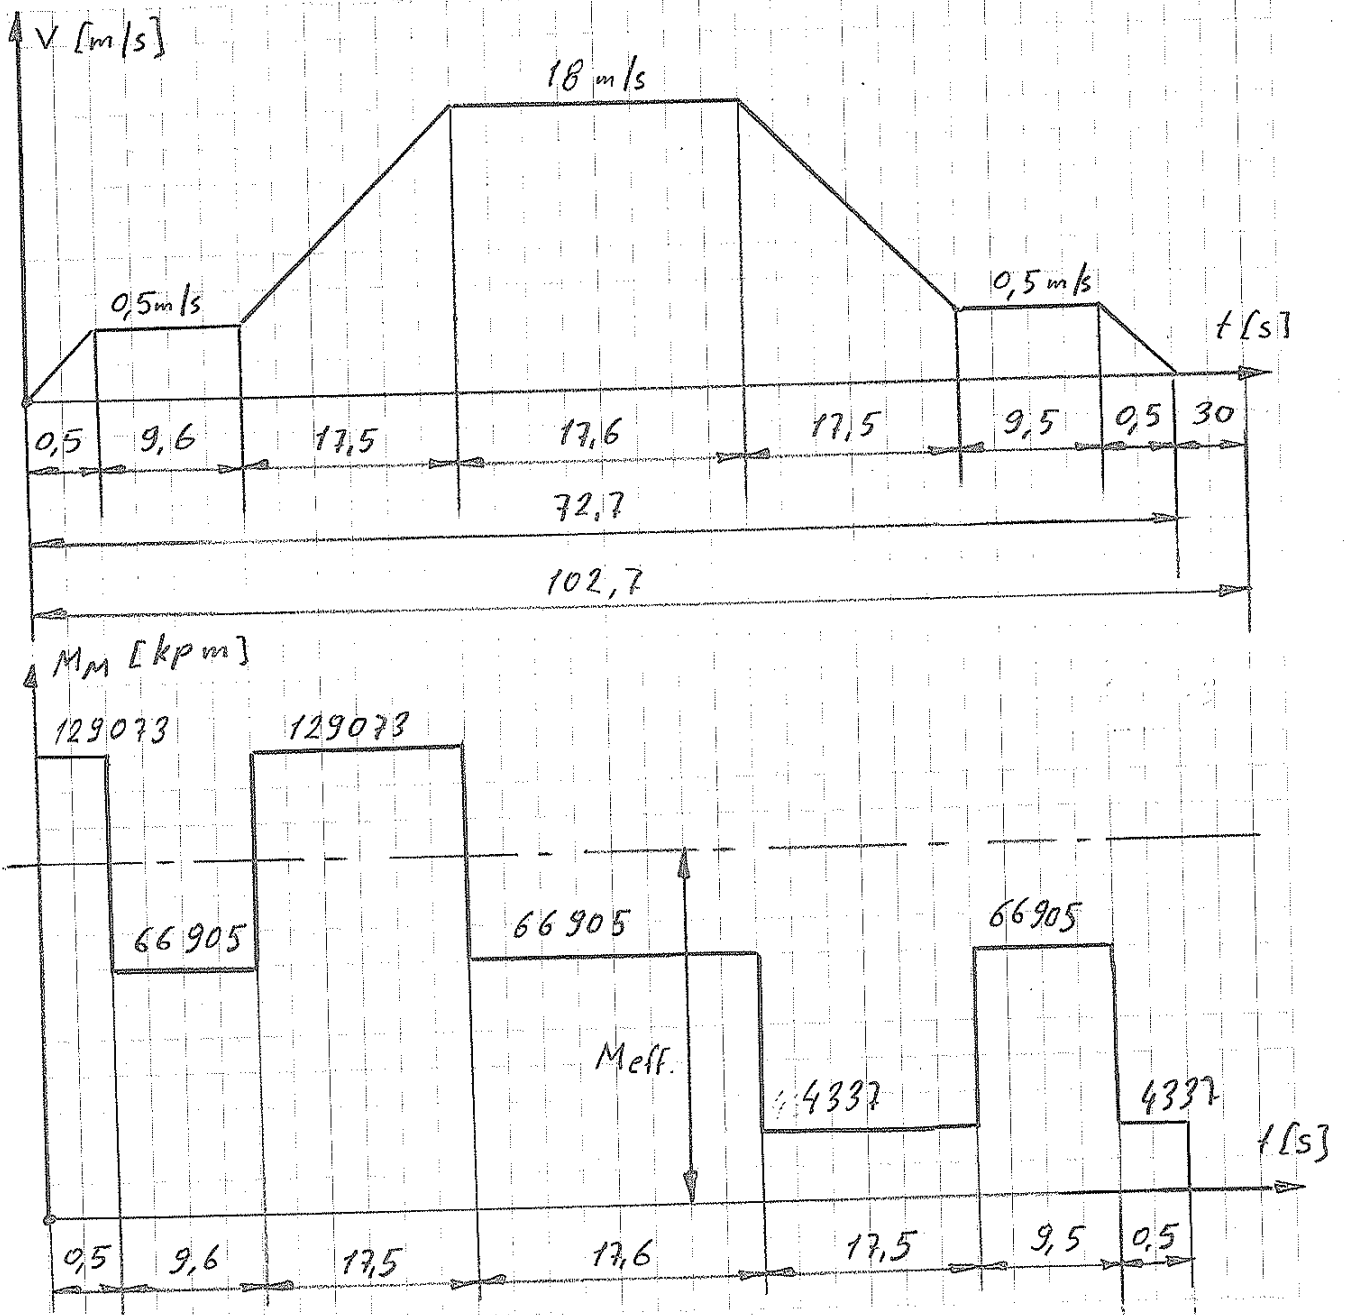 V [m/s]
18 m/s
0,5 m/s
0,5 m/s
t [s]
0,5 9,6 17,5 17,6 17,5 9,5 0,5 30
72,7
102,7
MM [kpm]
129073 129073
66905 66905 66905
Meff.
4337 4337
t [s]
0,5 9,6 17,5 17,6 17,5 9,5 0,5